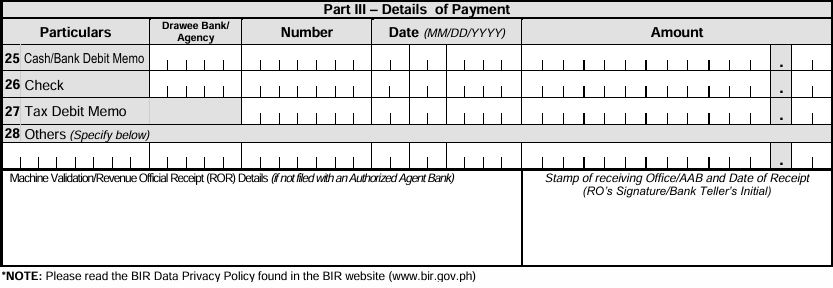 Part III – Details of Payment
Particulars
Drawee Bank/
Agency
Number
Date (MM/DD/YYYY)
Amount
25 Cash/Bank Debit Memo
.
26 Check
.
27 Tax Debit Memo
.
28 Others (Specify below)
.
Machine Validation/Revenue Official Receipt (ROR) Details (if not filed with an Authorized Agent Bank)
Stamp of receiving Office/AAB and Date of Receipt
(RO's Signature/Bank Teller's Initial)
*NOTE: Please read the BIR Data Privacy Policy found in the BIR website (www.bir.gov.ph)